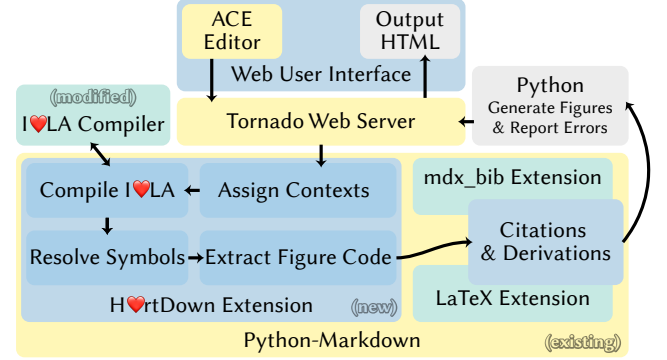 ACE
Editor
Output
HTML
Web User Interface
(modified)
I❤️LA Compiler
Tornado Web Server
Python
Generate Figures
& Report Errors
Compile I❤️LA
Assign Contexts
mdx_bib Extension
Resolve Symbols
Extract Figure Code
Citations
& Derivations
H❤️rtDown Extension
(new)
LaTeX Extension
Python-Markdown
(existing)